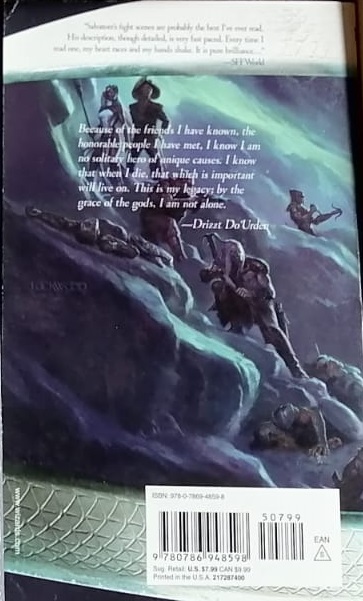 "Salvatore's fight scenes are probably the best I've ever read.
His description, though detailed, is very fast paced. Every time I
read one, my heart races and my hands shake. It is pure brilliance..."
—SFFWorld
Because of the friends I have known, the
honorable people I have met, I know I am
no solitary hero of unique causes. I know
that when I die, that which is important
will live on. This is my legacy; by the
grace of the gods, I am not alone.
—Drizzt Do'Urden
LOCKWOOD
www.wizards.com
ISBN: 978-0-7869-4859-8
50799
9 780786 948598
EAN
Sug. Retail: U.S. $7.99 CAN $9.99
Printed in the U.S.A. 217287400